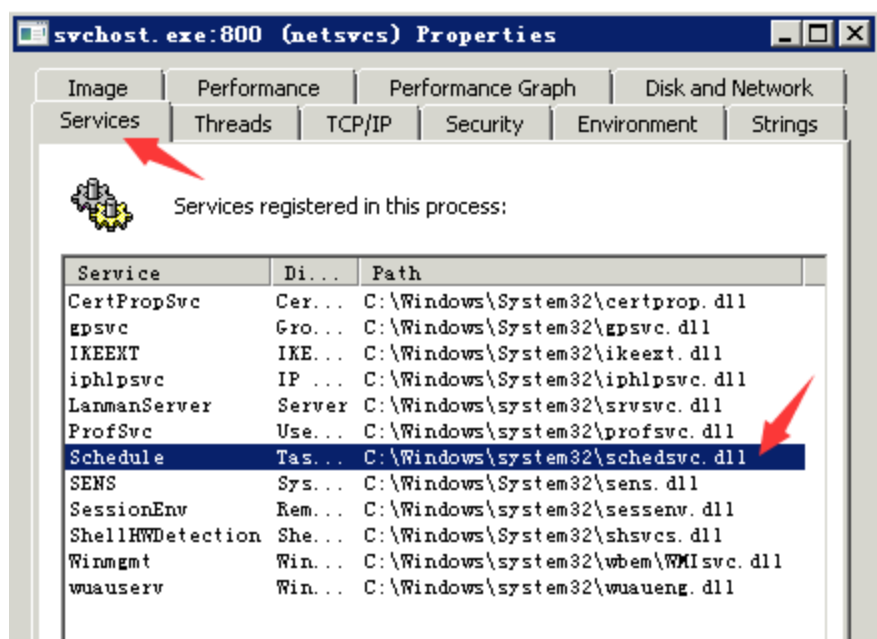 svchost.exe:800 (netsvcs) Properties
Image Performance Performance Graph Disk and Network
Services Threads TCP/IP Security Environment Strings
Services registered in this process:
Service Di... Path
CertPropSvc Cer... C:\Windows\System32\certprop.dll
gpsvc Gro... C:\Windows\System32\gpsvc.dll
IKEEXT IKE... C:\Windows\System32\ikeext.dll
iphlpsvc IP ... C:\Windows\System32\iphlpsvc.dll
LanmanServer Server C:\Windows\system32\srvsvc.dll
ProfSvc Use... C:\Windows\system32\profsvc.dll
Schedule Tas... C:\Windows\system32\schedsvc.dll
SENS Sys... C:\Windows\System32\sens.dll
SessionEnv Rem... C:\Windows\system32\sessenv.dll
ShellHWDetection She... C:\Windows\System32\shsvcs.dll
Winmgmt Win... C:\Windows\system32\wbem\WMIsvc.dll
wuauserv Win... C:\Windows\system32\wuaueng.dll